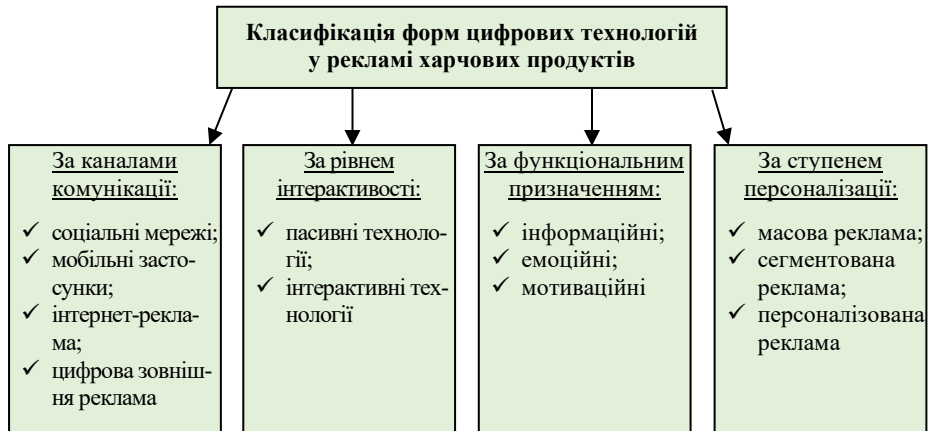 Класифікація форм цифрових технологій
у рекламі харчових продуктів
За каналами
комунікації:
✓ соціальні мережі;
✓ мобільні засто-
сунки;
✓ інтернет-рекла-
ма;
✓ цифрова зовніш-
ня реклама
За рівнем
інтерактивості:
✓ пасивні техноло-
гії;
✓ інтерактивні тех-
нології
За функціональним
призначенням:
✓ інформаційні;
✓ емоційні;
✓ мотиваційні
За ступенем
персоналізації:
✓ масова реклама;
✓ сегментована
реклама;
✓ персоналізована
реклама